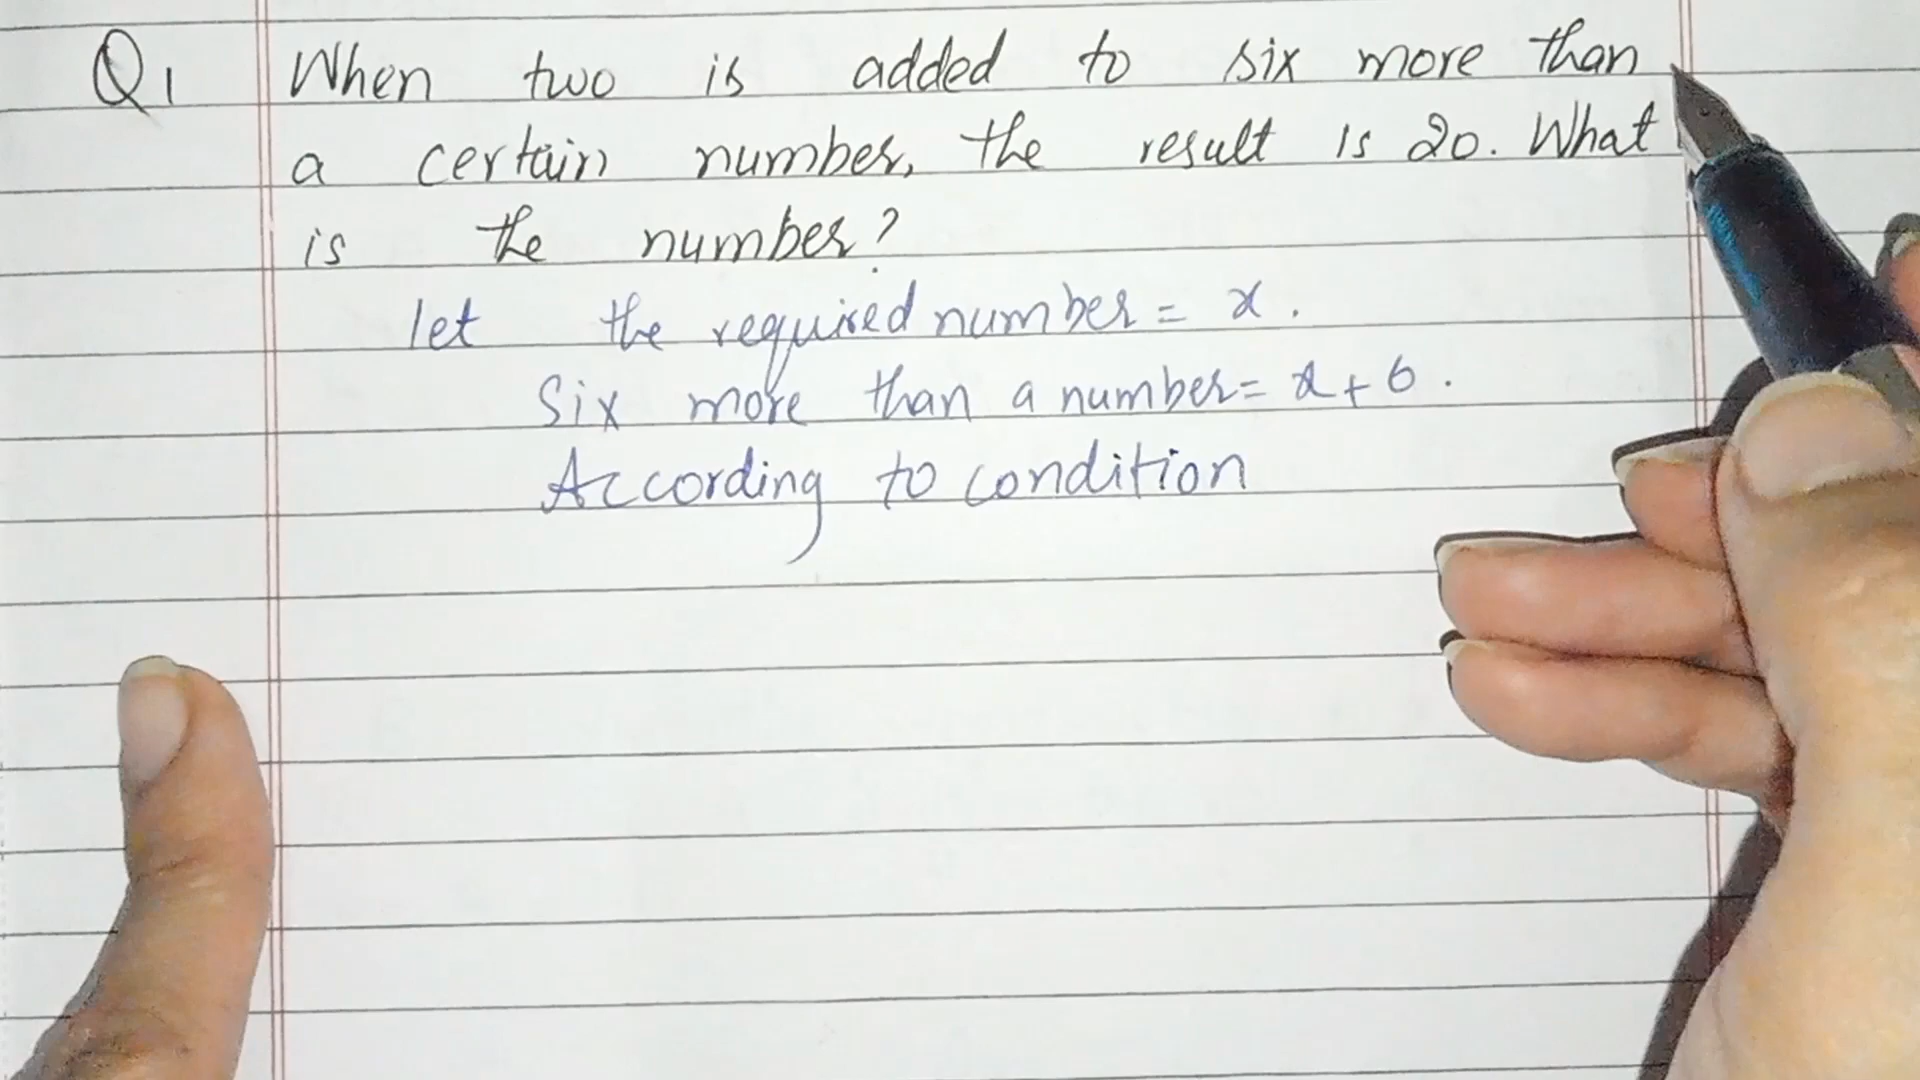 Q1 When two is added to six more than
a certain number, the result is 20. What
is the number?
let the required number = x.
Six more than a number = x + 6.
According to condition